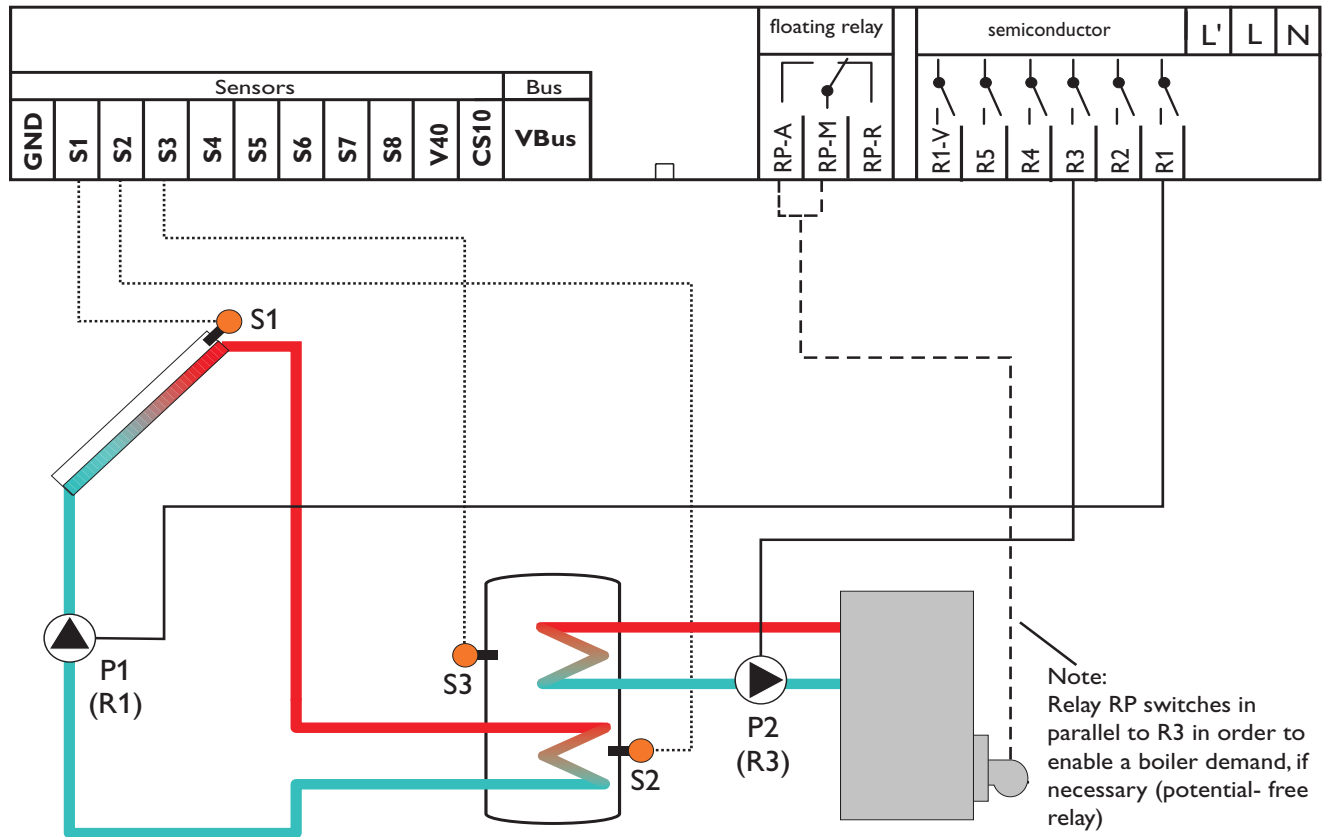 floating relay
semiconductor
L' L N
Sensors
Bus
GND S1 S2 S3 S4 S5 S6 S7 S8 V40 CS10 VBus
RP-A RP-M RP-R
R1-V R5 R4 R3 R2 R1
S1
P1
(R1)
S3
S2
P2
(R3)
Note:
Relay RP switches in
parallel to R3 in order to
enable a boiler demand, if
necessary (potential- free
relay)